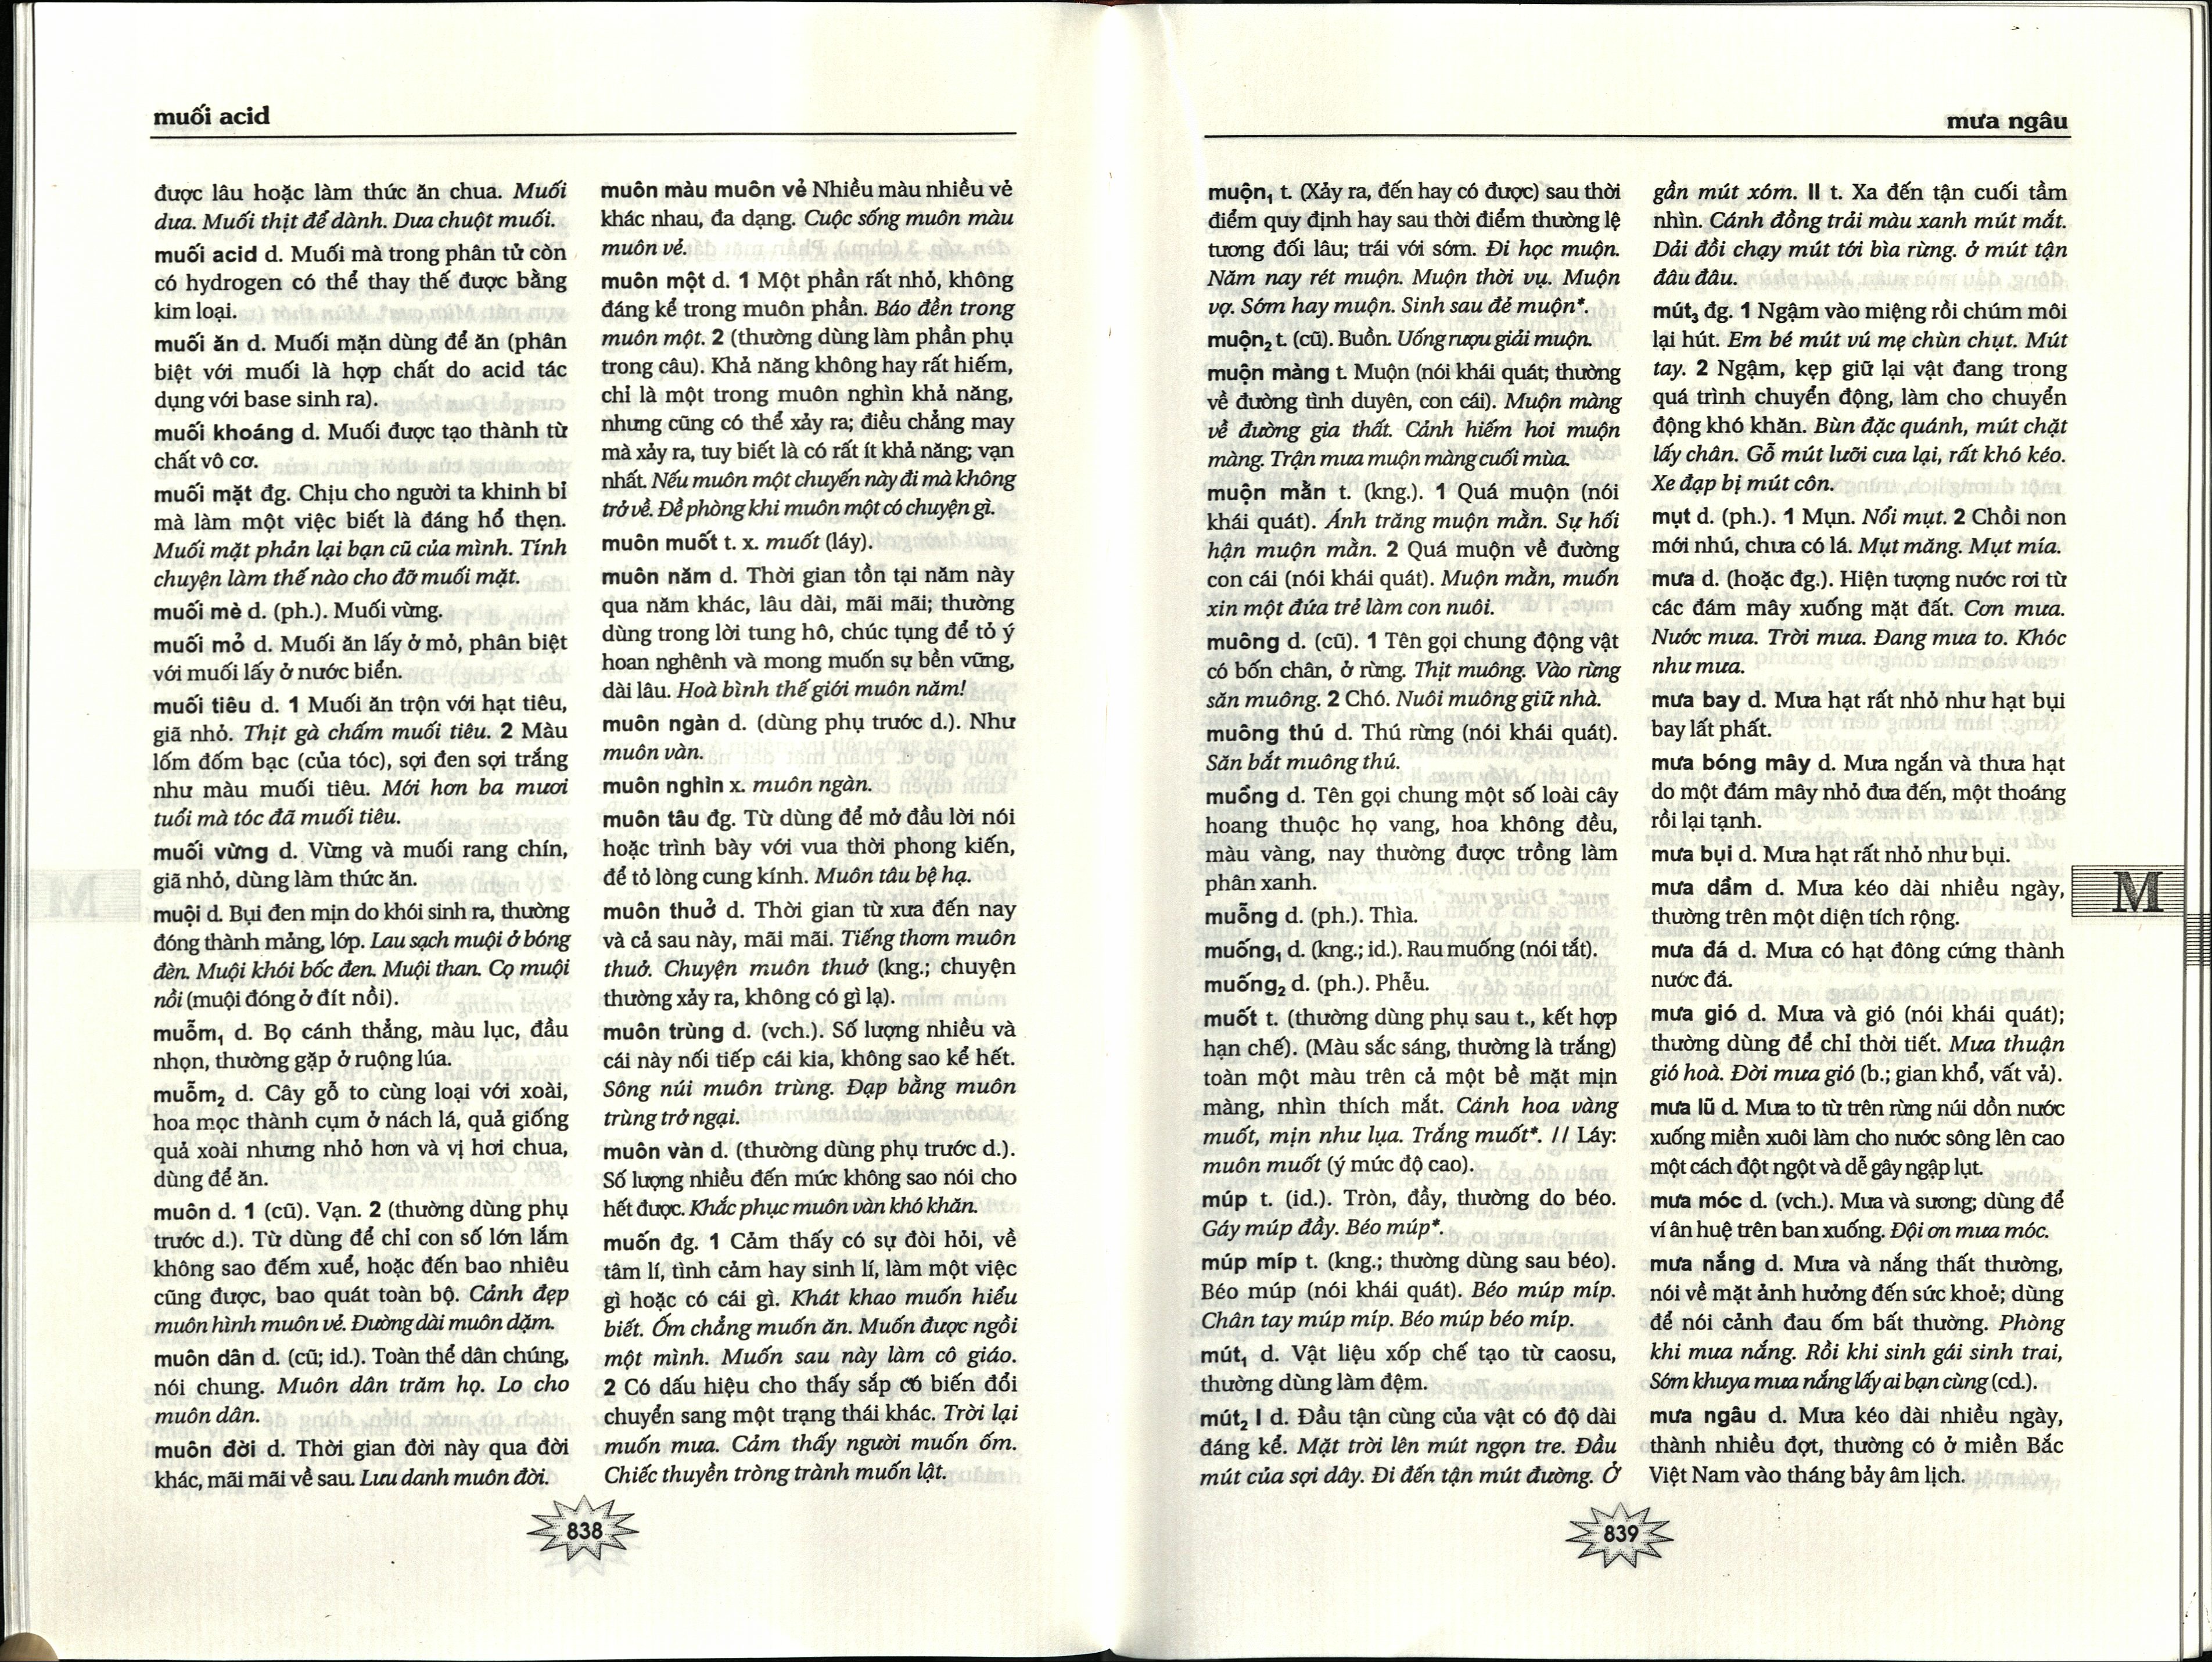 muối acid
được lâu hoặc làm thức ăn chua. Muối
dưa. Muối thịt để dành. Dưa chuột muối.
muối acid d. Muối mà trong phân tử còn
có hydrogen có thể thay thế được bằng
kim loại.
muối ăn d. Muối mặn dùng để ăn (phân
biệt với muối là hợp chất do acid tác
dụng với base sinh ra).
muối khoáng d. Muối được tạo thành từ
chất vô cơ.
muối mặt đg. Chịu cho người ta khinh bỉ
mà làm một việc biết là đáng hổ thẹn.
Muối mặt phản lại bạn cũ của mình. Tính
chuyện làm thế nào cho đỡ muối mặt.
muối mè d. (ph.). Muối vừng.
muối mỏ d. Muối ăn lấy ở mỏ, phân biệt
với muối lấy ở nước biển.
muối tiêu d. 1 Muối ăn trộn với hạt tiêu,
giã nhỏ. Thịt gà chấm muối tiêu. 2 Màu
lốm đốm bạc (của tóc), sợi đen sợi trắng
như màu muối tiêu. Mới hơn ba mươi
tuổi mà tóc đã muối tiêu.
muối vừng d. Vừng và muối rang chín,
giã nhỏ, dùng làm thức ăn.
muội d. Bụi đen mịn do khói sinh ra, thường
đóng thành mảng, lớp. Lau sạch muội ở bóng
đèn. Muội khói bốc đen. Muội than. Cọ muội
nồi (muội đóng ở đít nồi).
muỗm₁ d. Bọ cánh thẳng, màu lục, đầu
nhọn, thường gặp ở ruộng lúa.
muỗm₂ d. Cây gỗ to cùng loại với xoài,
hoa mọc thành cụm ở nách lá, quả giống
quả xoài nhưng nhỏ hơn và vị hơi chua,
dùng để ăn.
muôn d. 1 (cũ). Vạn. 2 (thường dùng phụ
trước d.). Từ dùng để chỉ con số lớn lắm
không sao đếm xuể, hoặc đến bao nhiêu
cũng được, bao quát toàn bộ. Cảnh đẹp
muôn hình muôn vẻ. Đường dài muôn dặm.
muôn dân d. (cũ; id.). Toàn thể dân chúng,
nói chung. Muôn dân trăm họ. Lo cho
muôn dân.
muôn đời d. Thời gian đời này qua đời
khác, mãi mãi về sau. Lưu danh muôn đời.
muôn màu muôn vẻ Nhiều màu nhiều vẻ
khác nhau, đa dạng. Cuộc sống muôn màu
muôn vẻ.
muôn một d. 1 Một phần rất nhỏ, không
đáng kể trong muôn phần. Báo đền trong
muôn một. 2 (thường dùng làm phần phụ
trong câu). Khả năng không hay rất hiếm,
chỉ là một trong muôn nghìn khả năng,
nhưng cũng có thể xảy ra; điều chẳng may
mà xảy ra, tuy biết là có rất ít khả năng; vạn
nhất. Nếu muôn một chuyến này đi mà không
trở về. Đề phòng khi muôn một có chuyện gì.
muôn muốt t. x. muốt (láy).
muôn năm d. Thời gian tồn tại năm này
qua năm khác, lâu dài, mãi mãi; thường
dùng trong lời tung hô, chúc tụng để tỏ ý
hoan nghênh và mong muốn sự bền vững,
dài lâu. Hoà bình thế giới muôn năm!
muôn ngàn d. (dùng phụ trước d.). Như
muôn vàn.
muôn nghìn x. muôn ngàn.
muôn tâu đg. Từ dùng để mở đầu lời nói
hoặc trình bày với vua thời phong kiến,
để tỏ lòng cung kính. Muôn tâu bệ hạ.
muôn thuở d. Thời gian từ xưa đến nay
và cả sau này, mãi mãi. Tiếng thơm muôn
thuở. Chuyện muôn thuở (kng.; chuyện
thường xảy ra, không có gì lạ).
muôn trùng d. (vch.). Số lượng nhiều và
cái này nối tiếp cái kia, không sao kể hết.
Sông núi muôn trùng. Đạp bằng muôn
trùng trở ngại.
muôn vàn d. (thường dùng phụ trước d.).
Số lượng nhiều đến mức không sao nói cho
hết được. Khắc phục muôn vàn khó khăn.
muốn đg. 1 Cảm thấy có sự đòi hỏi, về
tâm lí, tình cảm hay sinh lí, làm một việc
gì hoặc có cái gì. Khát khao muốn hiểu
biết. Ốm chẳng muốn ăn. Muốn được ngồi
một mình. Muốn sau này làm cô giáo.
2 Có dấu hiệu cho thấy sắp có biến đổi
chuyển sang một trạng thái khác. Trời lại
muốn mưa. Cảm thấy người muốn ốm.
Chiếc thuyền tròng trành muốn lật.
838
mưa ngâu
muộn₁ t. (Xảy ra, đến hay có được) sau thời
điểm quy định hay sau thời điểm thường lệ
tương đối lâu; trái với sớm. Đi học muộn.
Năm nay rét muộn. Muộn thời vụ. Muộn
vợ. Sớm hay muộn. Sinh sau đẻ muộn*.
muộn₂ t. (cũ). Buồn. Uống rượu giải muộn.
muộn màng t. Muộn (nói khái quát; thường
về đường tình duyên, con cái). Muộn màng
về đường gia thất. Cảnh hiếm hoi muộn
màng. Trận mưa muộn màng cuối mùa.
muộn mằn t. (kng.). 1 Quá muộn (nói
khái quát). Ánh trăng muộn mằn. Sự hối
hận muộn mằn. 2 Quá muộn về đường
con cái (nói khái quát). Muộn mằn, muốn
xin một đứa trẻ làm con nuôi.
muông d. (cũ). 1 Tên gọi chung động vật
có bốn chân, ở rừng. Thịt muông. Vào rừng
săn muông. 2 Chó. Nuôi muông giữ nhà.
muông thú d. Thú rừng (nói khái quát).
Săn bắt muông thú.
muồng d. Tên gọi chung một số loài cây
hoang thuộc họ vang, hoa không đều,
màu vàng, nay thường được trồng làm
phân xanh.
muỗng d. (ph.). Thìa.
muống₁ d. (kng.; id.). Rau muống (nói tắt).
muống₂ d. (ph.). Phễu.
muốt t. (thường dùng phụ sau t., kết hợp
hạn chế). (Màu sắc sáng, thường là trắng)
toàn một màu trên cả một bề mặt mịn
màng, nhìn thích mắt. Cánh hoa vàng
muốt, mịn như lụa. Trắng muốt*. // Láy:
muôn muốt (ý mức độ cao).
múp t. (id.). Tròn, đầy, thường do béo.
Gáy múp đầy. Béo múp*.
múp míp t. (kng.; thường dùng sau béo).
Béo múp (nói khái quát). Béo múp míp.
Chân tay múp míp. Béo múp béo míp.
mút₁ d. Vật liệu xốp chế tạo từ caosu,
thường dùng làm đệm.
mút₂ I d. Đầu tận cùng của vật có độ dài
đáng kể. Mặt trời lên mút ngọn tre. Đầu
mút của sợi dây. Đi đến tận mút đường. Ở
gần mút xóm. II t. Xa đến tận cuối tầm
nhìn. Cánh đồng trải màu xanh mút mắt.
Dải đồi chạy mút tới bìa rừng. ở mút tận
đâu đâu.
mút₃ đg. 1 Ngậm vào miệng rồi chúm môi
lại hút. Em bé mút vú mẹ chùn chụt. Mút
tay. 2 Ngậm, kẹp giữ lại vật đang trong
quá trình chuyển động, làm cho chuyển
động khó khăn. Bùn đặc quánh, mút chặt
lấy chân. Gỗ mút lưỡi cưa lại, rất khó kéo.
Xe đạp bị mút côn.
mụt d. (ph.). 1 Mụn. Nổi mụt. 2 Chồi non
mới nhú, chưa có lá. Mụt măng. Mụt mía.
mưa d. (hoặc đg.). Hiện tượng nước rơi từ
các đám mây xuống mặt đất. Cơn mưa.
Nước mưa. Trời mưa. Đang mưa to. Khóc
như mưa.
mưa bay d. Mưa hạt rất nhỏ như hạt bụi
bay lất phất.
mưa bóng mây d. Mưa ngắn và thưa hạt
do một đám mây nhỏ đưa đến, một thoáng
rồi lại tạnh.
mưa bụi d. Mưa hạt rất nhỏ như bụi.
mưa dầm d. Mưa kéo dài nhiều ngày,
thường trên một diện tích rộng.
mưa đá d. Mưa có hạt đông cứng thành
nước đá.
mưa gió d. Mưa và gió (nói khái quát);
thường dùng để chỉ thời tiết. Mưa thuận
gió hoà. Đời mưa gió (b.; gian khổ, vất vả).
mưa lũ d. Mưa to từ trên rừng núi dồn nước
xuống miền xuôi làm cho nước sông lên cao
một cách đột ngột và dễ gây ngập lụt.
mưa móc d. (vch.). Mưa và sương; dùng để
ví ân huệ trên ban xuống. Đội ơn mưa móc.
mưa nắng d. Mưa và nắng thất thường,
nói về mặt ảnh hưởng đến sức khoẻ; dùng
để nói cảnh đau ốm bất thường. Phòng
khi mưa nắng. Rồi khi sinh gái sinh trai,
Sớm khuya mưa nắng lấy ai bạn cùng (cd.).
mưa ngâu d. Mưa kéo dài nhiều ngày,
thành nhiều đợt, thường có ở miền Bắc
Việt Nam vào tháng bảy âm lịch.
M
839